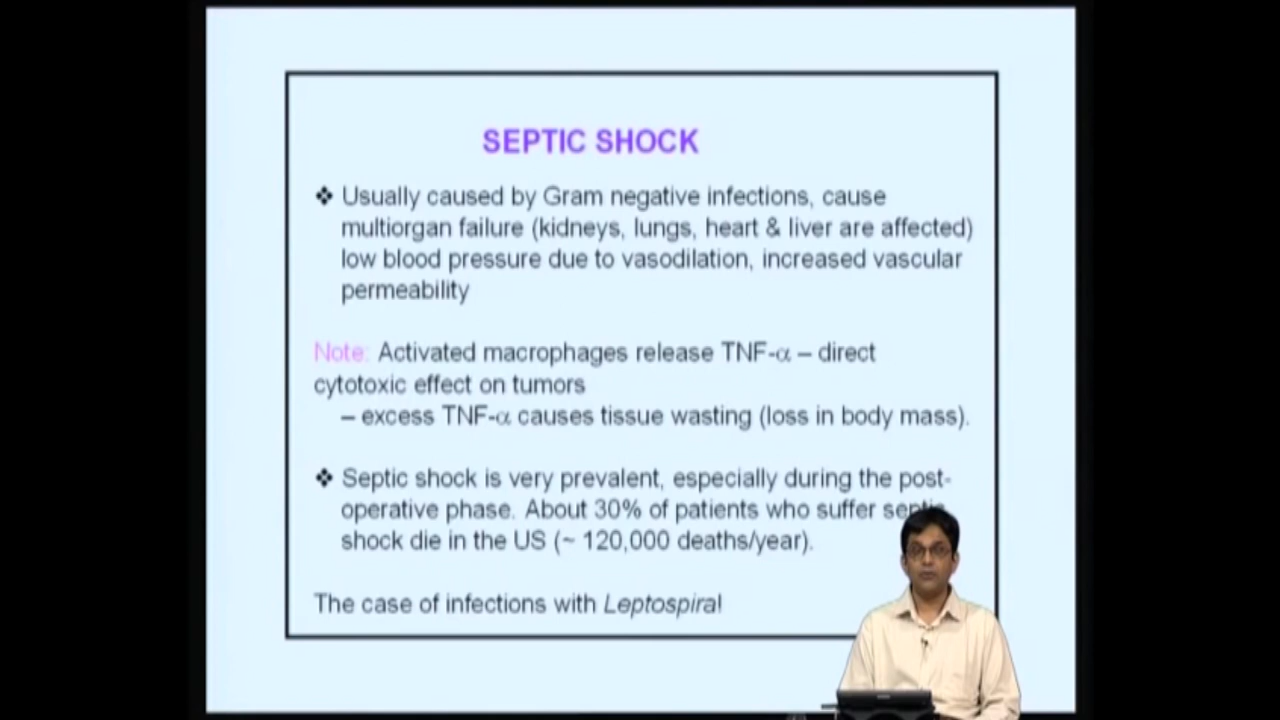 SEPTIC SHOCK
❖ Usually caused by Gram negative infections, cause
multiorgan failure (kidneys, lungs, heart & liver are affected)
low blood pressure due to vasodilation, increased vascular
permeability
Note: Activated macrophages release TNF-α – direct
cytotoxic effect on tumors
– excess TNF-α causes tissue wasting (loss in body mass).
❖ Septic shock is very prevalent, especially during the post-
operative phase. About 30% of patients who suffer septic
shock die in the US (~ 120,000 deaths/year).
The case of infections with Leptospira!